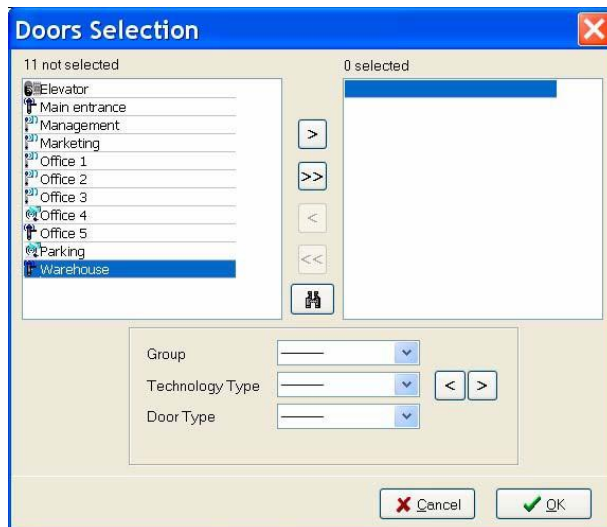 Doors Selection
11 not selected
0 selected
Elevator
Main entrance
Management
Marketing
Office 1
Office 2
Office 3
Office 4
Office 5
Parking
Warehouse
>
>>
<
<<
Group
Technology Type
< >
Door Type
Cancel
OK